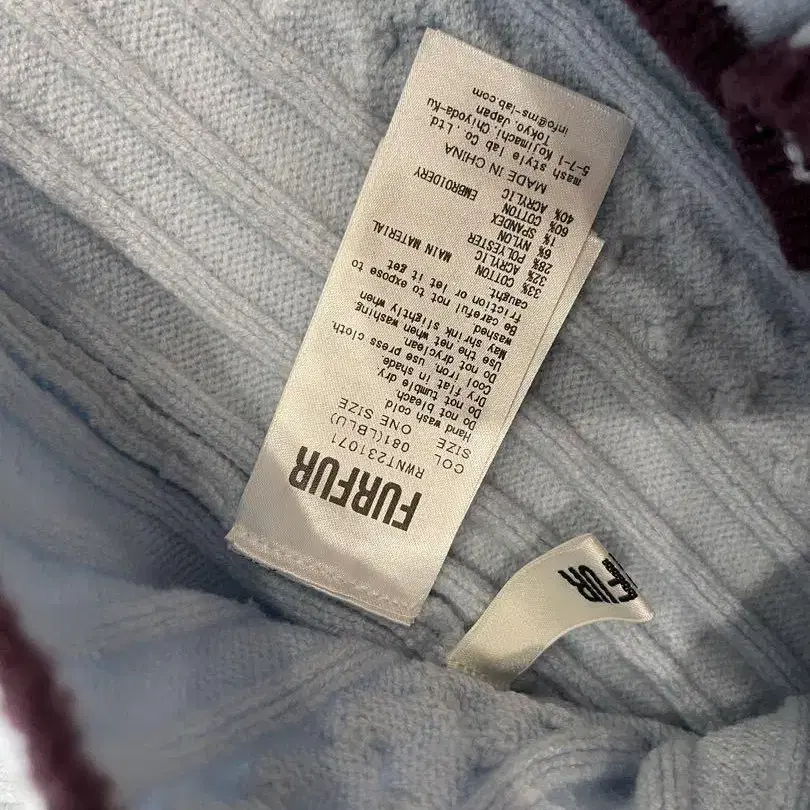 FURFUR
RWNT231071
COL 081(LBLU)
SIZE ONE SIZE
Hand wash cold
Do not bleach
Do not tumble dry.
Dry flat in shade
Cool iron, use press cloth.
Do not dryclean
Use the net when washing.
May shrink slightly when
washed.
Be careful not to expose to
friction or let it get
caught.
MAIN MATERIAL
33% COTTON
32% ACRYLIC
28% POLYESTER
6% NYLON
1% SPANDEX
EMBROIDERY
60% COTTON
40% ACRYLIC
MADE IN CHINA
mash style lab Co., Ltd.
5-7-1 Kojimachi, Chiyoda-Ku
Tokyo, Japan
info@ms-lab.com
FUR